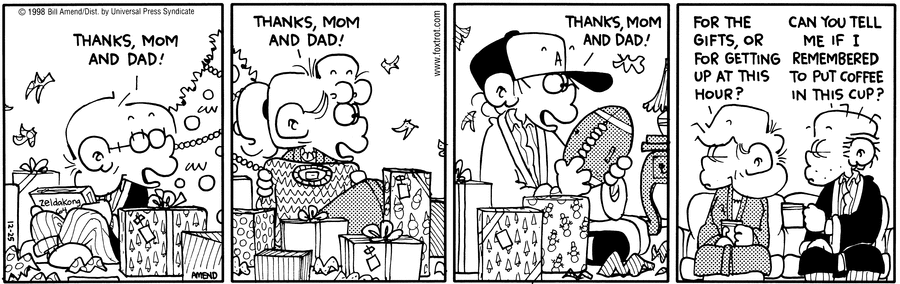 © 1998 Bill Amend/Dist. by Universal Press Syndicate
THANKS, MOM
AND DAD!
zeldakong
12-25
AMEND
THANKS, MOM
AND DAD!
www.foxtrot.com
THANKS, MOM
AND DAD!
A
FOR THE
GIFTS, OR
FOR GETTING
UP AT THIS
HOUR?
CAN YOU TELL
ME IF I
REMEMBERED
TO PUT COFFEE
IN THIS CUP?